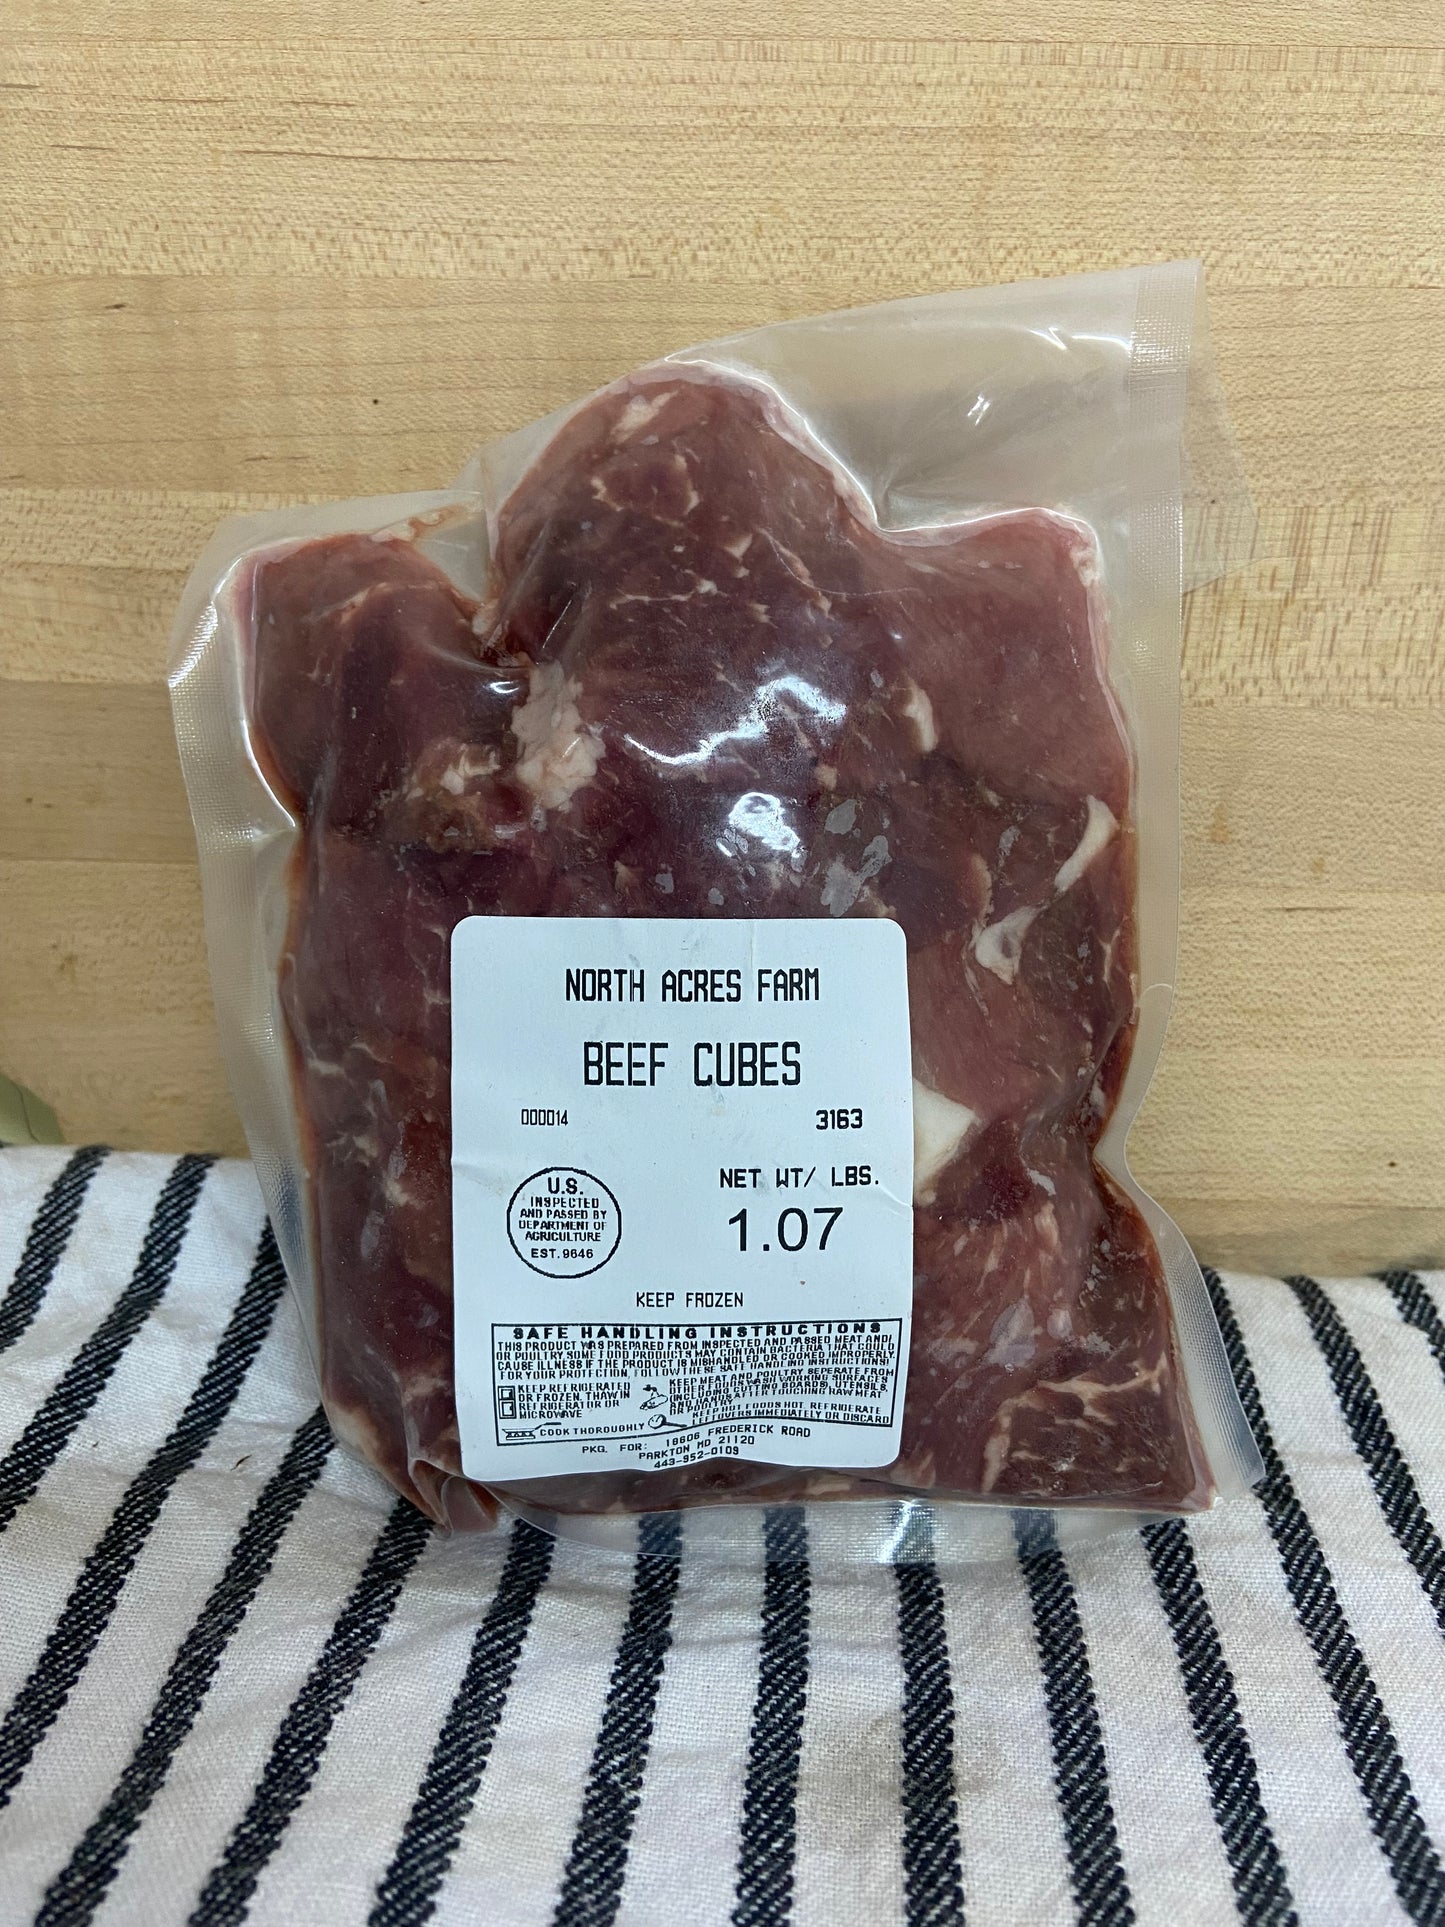 NORTH ACRES FARM
BEEF CUBES
000014
3163
NET WT/ LBS.
1.07
U.S.
INSPECTED
AND PASSED BY
DEPARTMENT OF
AGRICULTURE
EST. 9646
KEEP FROZEN
SAFE HANDLING INSTRUCTIONS
THIS PRODUCT WAS PREPARED FROM INSPECTED AND PASSED MEAT AND/
OR POULTRY. SOME FOOD PRODUCTS MAY CONTAIN BACTERIA THAT COULD
CAUSE ILLNESS IF THE PRODUCT IS MISHANDLED OR COOKED IMPROPERLY.
FOR YOUR PROTECTION, FOLLOW THESE SAFE HANDLING INSTRUCTIONS!
KEEP REFRIGERATED
OR FROZEN. THAW IN
REFRIGERATOR OR
MICROWAVE
KEEP MEAT AND POULTRY SEPERATE FROM
OTHER FOODS. WASH WORKING SURFACES
(INCLUDING CUTTING BOARDS), UTENSILS,
AND HANDS AFTER TOUCHING RAW MEAT
OR POULTRY.
COOK THOROUGHLY
KEEP HOT FOODS HOT. REFRIGERATE
LEFTOVERS IMMEDIATELY OR DISCARD
PKG. FOR: 18606 FREDERICK ROAD
PARKTON MD 21120
443-952-0109